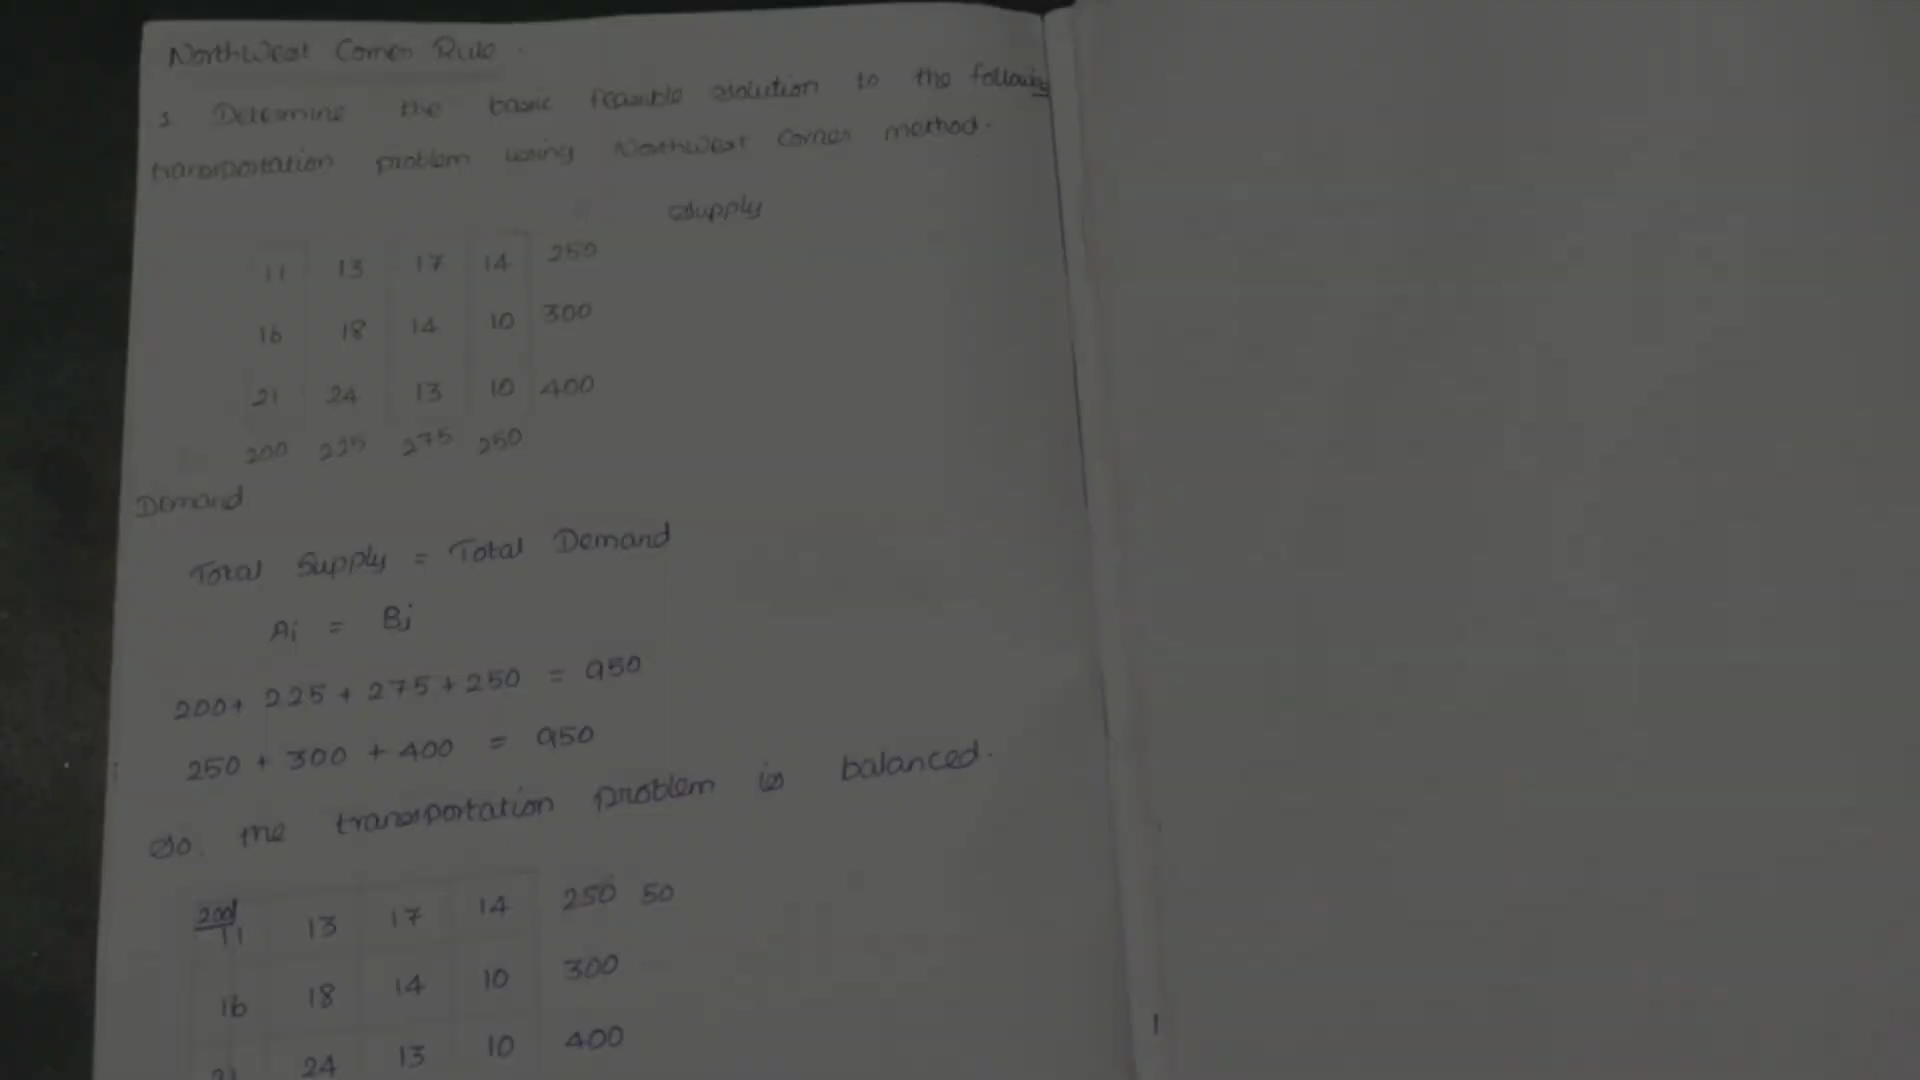 NorthWest Corner Rule.
1. Determine the basic feasible solution to the following
transportation problem using NorthWest Corner method.
Supply
11 13 17 14 250
16 18 14 10 300
21 24 13 10 400
200 225 275 250
Demand
Total Supply = Total Demand
Ai = Bj
200+ 225 + 275 + 250 = 950
250 + 300 + 400 = 950
So, the transportation problem is balanced.
200
11 13 17 14 250 50
16 18 14 10 300
21 24 13 10 400